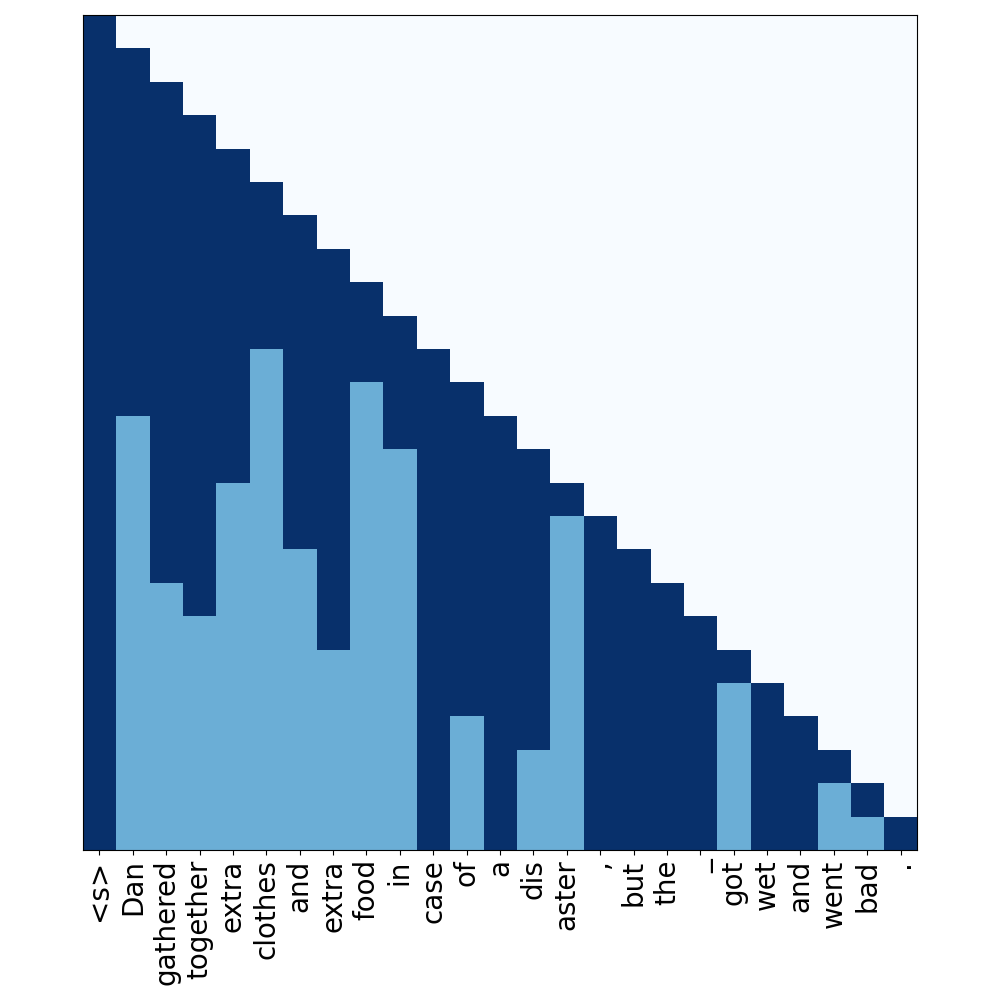 <s> Dan gathered together extra clothes and extra food in case of a dis aster , but the _ got wet and went bad .